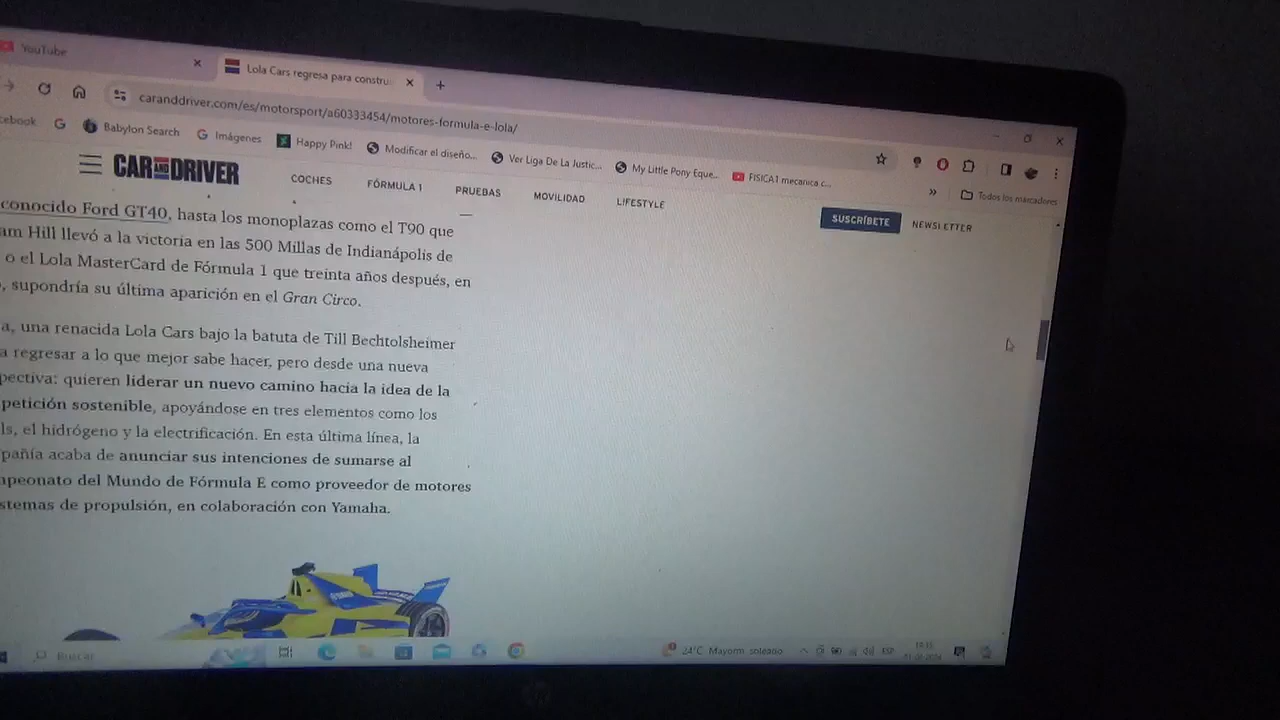 YouTube
Lola Cars regresa para constru
caranddriver.com/es/motorsport/a60333454/motores-formula-e-lola/
cebook
Babylon Search
Imágenes
Happy Pink!
Modificar el diseño...
Ver Liga De La Justic...
My Little Pony Eque...
FISICA1 mecanica c...
»
Todos los marcadores
CAR AND DRIVER
COCHES
FÓRMULA 1
PRUEBAS
MOVILIDAD
LIFESTYLE
SUSCRÍBETE
NEWSLETTER
conocido Ford GT40, hasta los monoplazas como el T90 que
am Hill llevó a la victoria en las 500 Millas de Indianápolis de
o el Lola MasterCard de Fórmula 1 que treinta años después, en
, supondría su última aparición en el Gran Circo.
a, una renacida Lola Cars bajo la batuta de Till Bechtolsheimer
a regresar a lo que mejor sabe hacer, pero desde una nueva
pectiva: quieren liderar un nuevo camino hacia la idea de la
petición sostenible, apoyándose en tres elementos como los
ls, el hidrógeno y la electrificación. En esta última línea, la
pañía acaba de anunciar sus intenciones de sumarse al
mpeonato del Mundo de Fórmula E como proveedor de motores
stemas de propulsión, en colaboración con Yamaha.
Buscar
24°C Mayorm. soleado
ESP